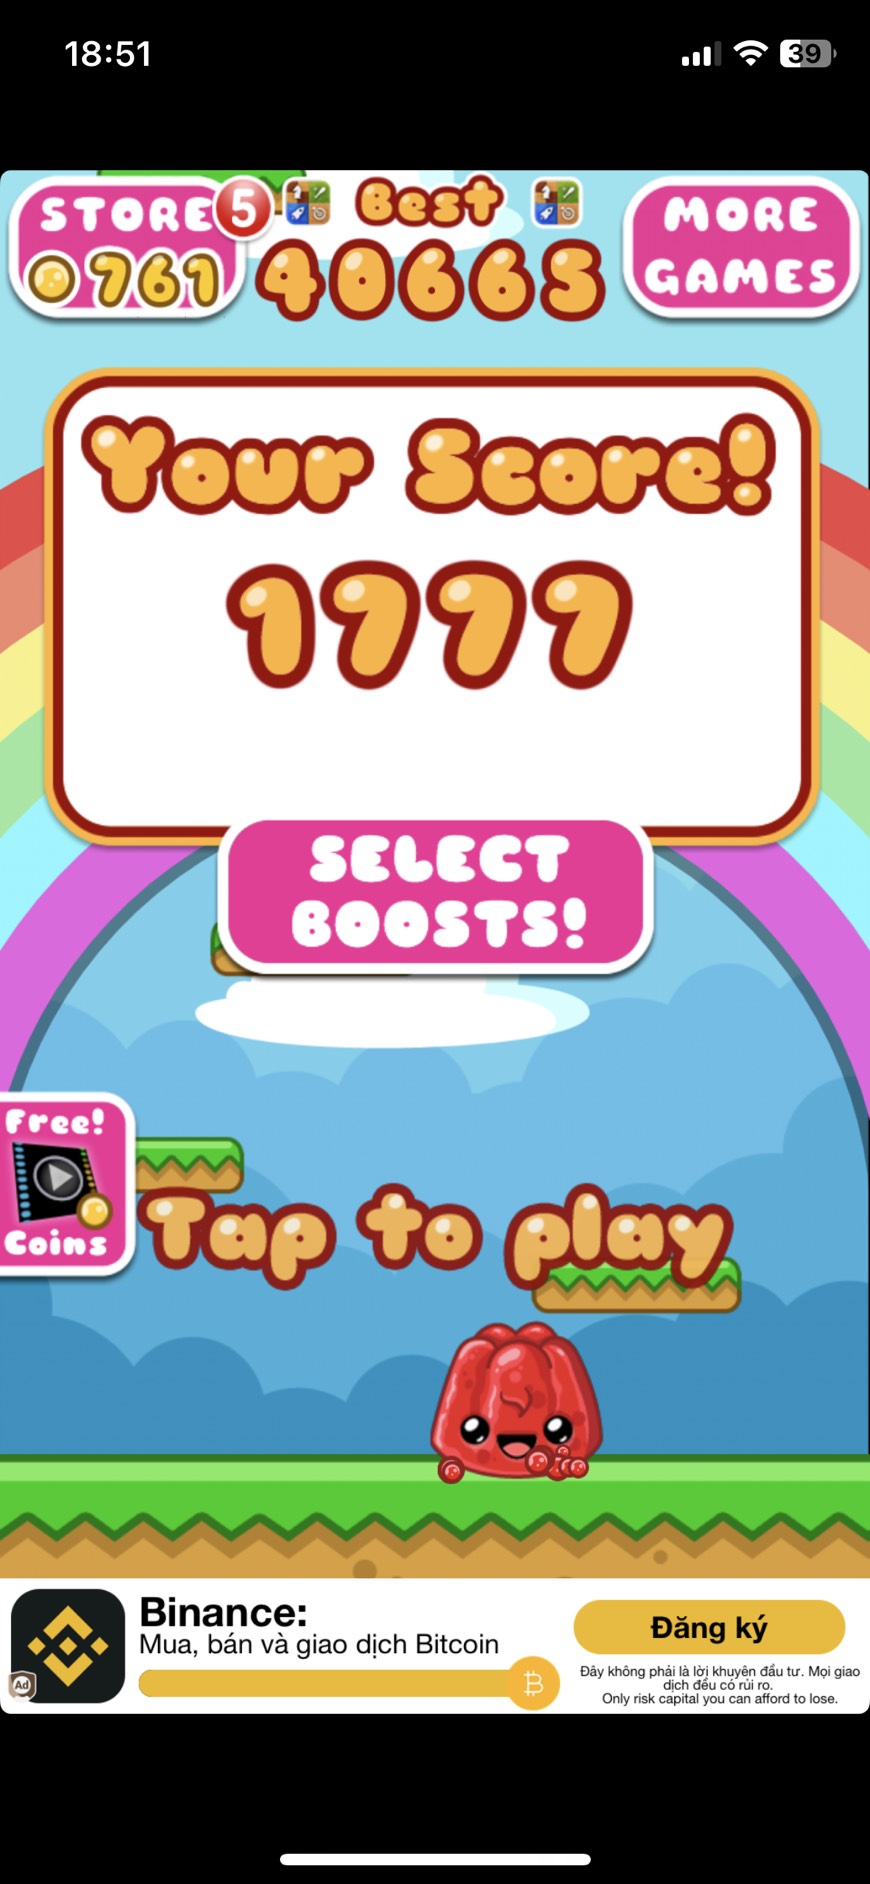 18:51
39
STORE
5
Best
MORE
761
40665
GAMES
Your Score!
1777
SELECT
BOOSTS!
Free!
Coins
Tap to play
Binance:
Mua, bán và giao dịch Bitcoin
Ad
Đăng ký
Đây không phải là lời khuyên đầu tư. Mọi giao
dịch đều có rủi ro.
Only risk capital you can afford to lose.